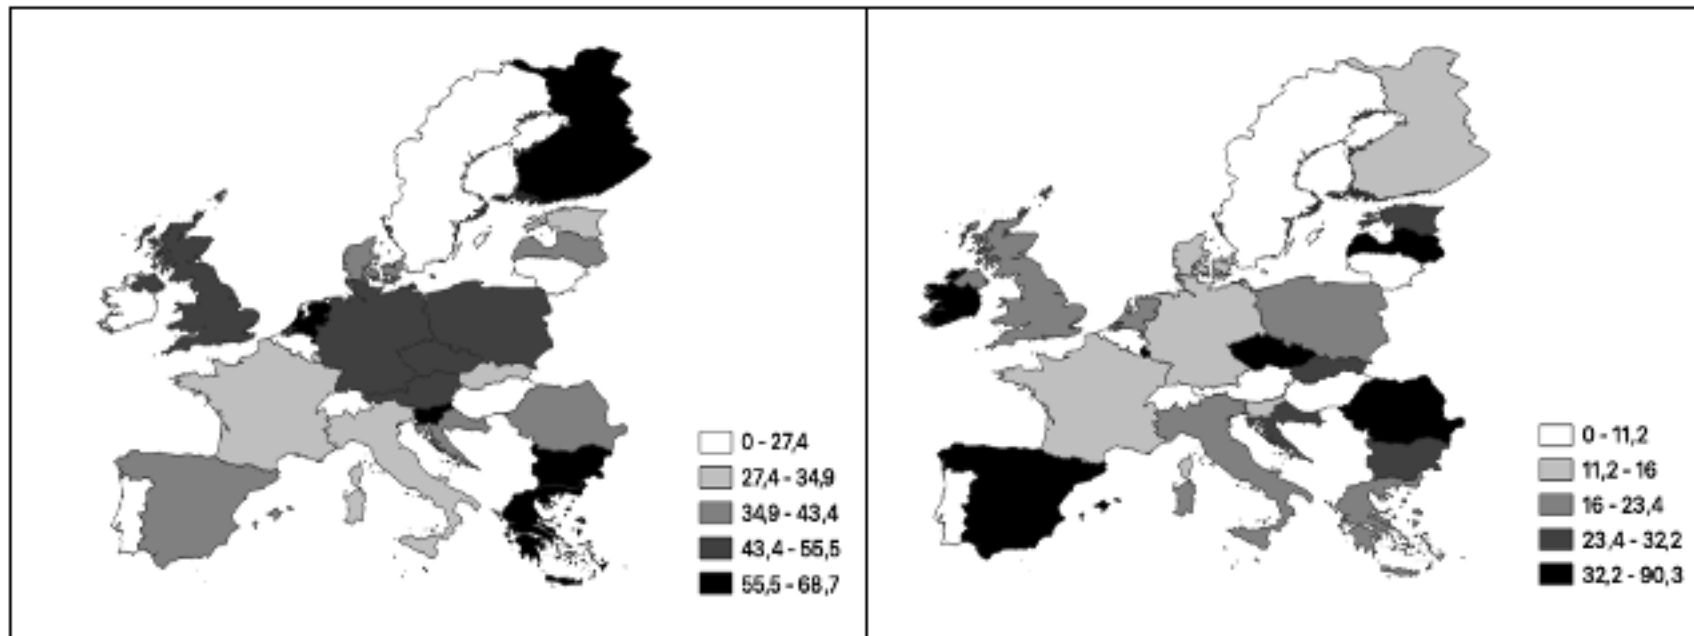 0 - 27,4
27,4 - 34,9
34,9 - 43,4
43,4 - 55,5
55,5 - 68,7
0 - 11,2
11,2 - 16
16 - 23,4
23,4 - 32,2
32,2 - 90,3